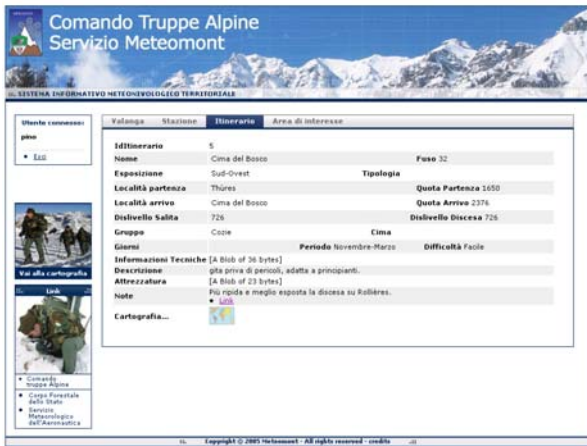 Comando Truppe Alpine
Servizio Meteomont
SISTEMA INFORMATIVO METEONIVOLOGICO TERRITORIALE
Utente connesso:
pino
Esci
Vai alla cartografia
Link
Comando truppe Alpine
Corpo Forestale dello Stato
Servizio Meteorologico dell'Aeronautica
Valanga Stazione Itinerario Area di interesse
IdItinerario 5
Nome Cima del Bosco Fuso 32
Esposizione Sud-Ovest Tipologia
Località partenza Thüres Quota Partenza 1650
Località arrivo Cima del Bosco Quota Arrivo 2376
Dislivello Salita 726 Dislivello Discesa 726
Gruppo Cozie Cima
Giorni Periodo Novembre-Marzo Difficoltà Facile
Informazioni Tecniche [A Blob of 36 bytes]
Descrizione gita priva di pericoli, adatta a principianti.
Attrezzatura [A Blob of 23 bytes]
Note Più ripida e meglio esposta la discesa su Rollières.
Link
Cartografia...
Copyright © 2005 Meteomont - All rights reserved - credits